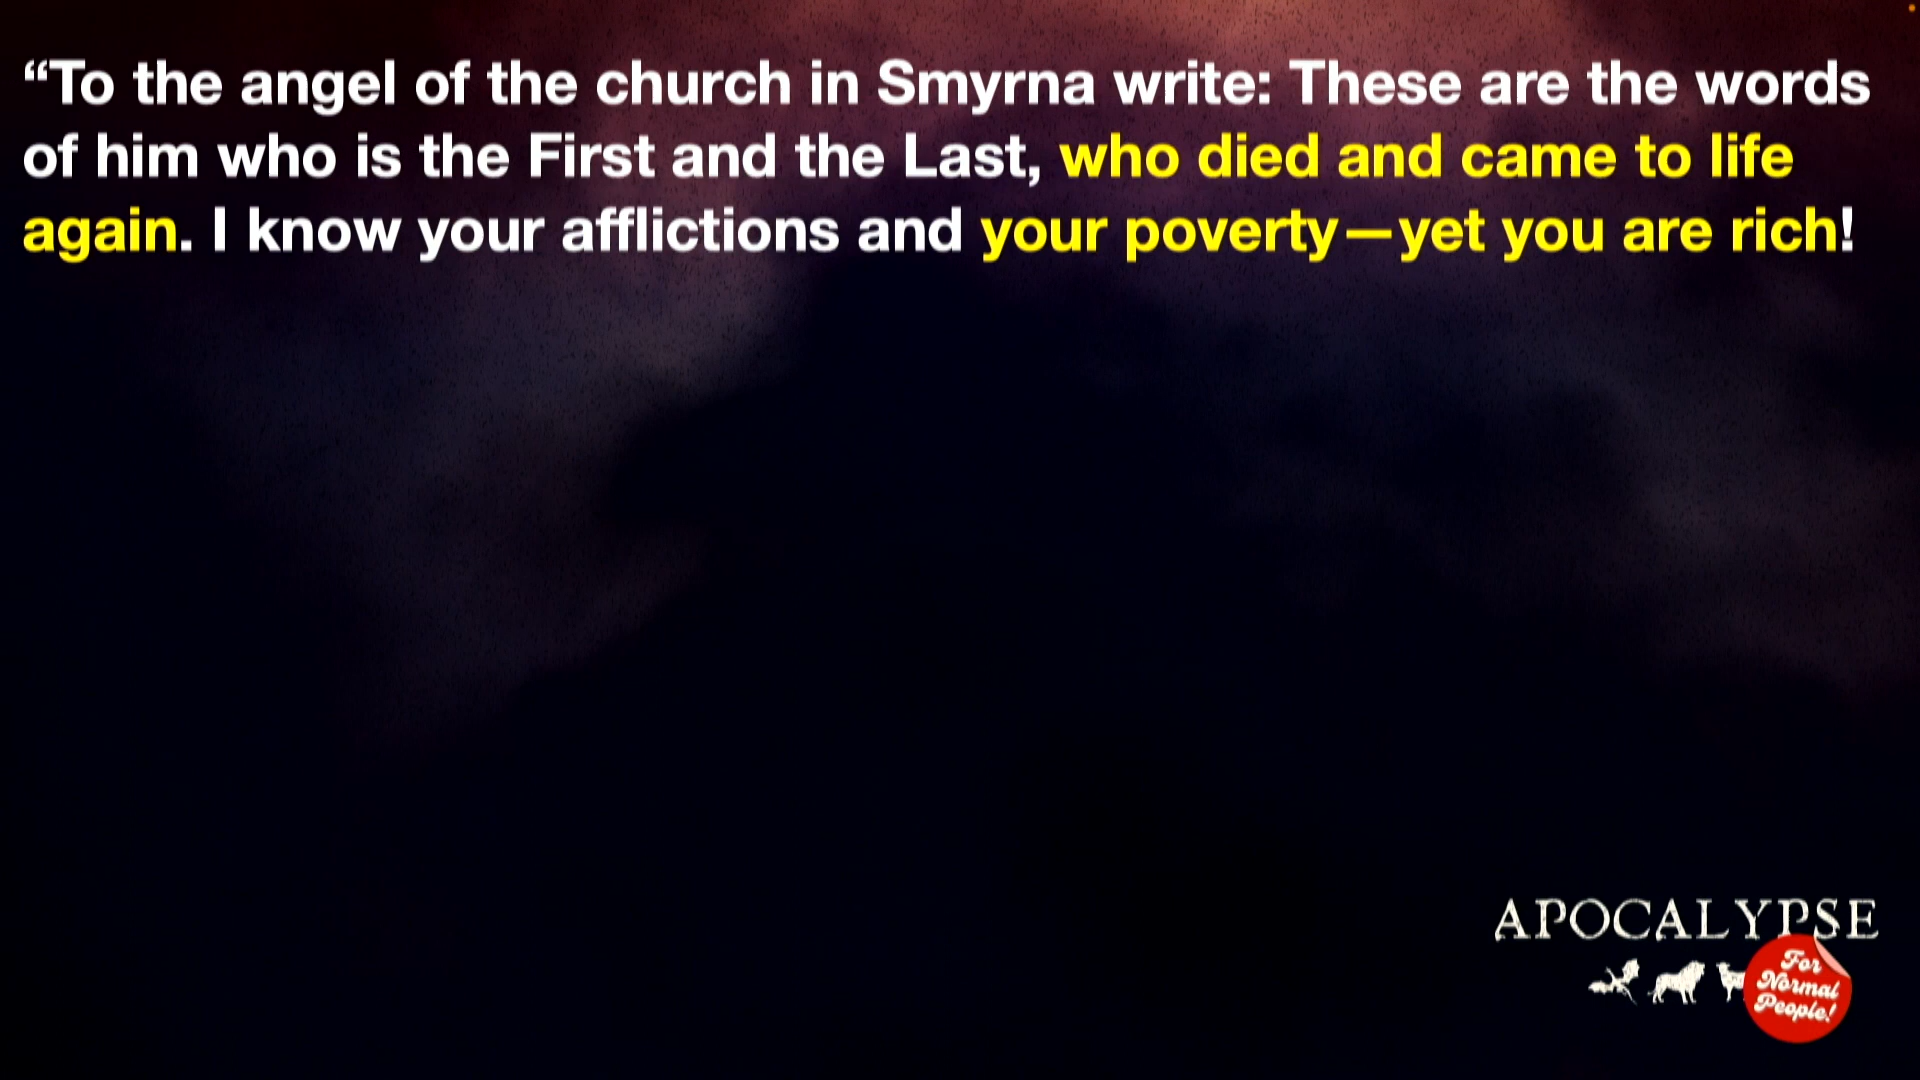 “To the angel of the church in Smyrna write: These are the words
of him who is the First and the Last, who died and came to life
again. I know your afflictions and your poverty—yet you are rich!
APOCALYPSE
For
Normal
People!